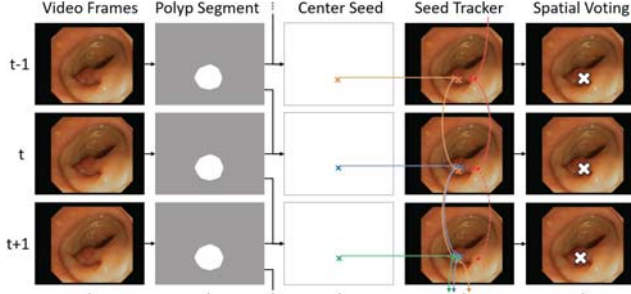 Video Frames Polyp Segment Center Seed Seed Tracker Spatial Voting
t-1
t
t+1